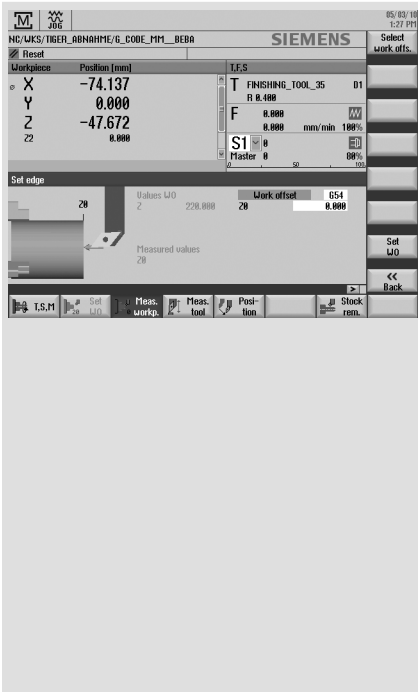 M JOG 05/03/10
1:27 PM
NC/WKS/TIGER_ABNAHME/G_CODE_MM__BEBA SIEMENS
Select
work offs.
Reset
Workpiece Position [mm] T,F,S
X -74.137
Y 0.000
Z -47.672
Z2 0.000
T FINISHING_TOOL_35 D1
R 0.400
F 0.000
0.000 mm/min 100%
S1 0
Master 0 80%
0 50 100
Set edge
Z0
Values WO
Z 220.000
Measured values
Z0
Work offset G54
Z0 0.000
Set
WO
«
Back
>
T,S,M
Set
WO
Meas.
workp.
Meas.
tool
Posi-
tion
Stock
rem.